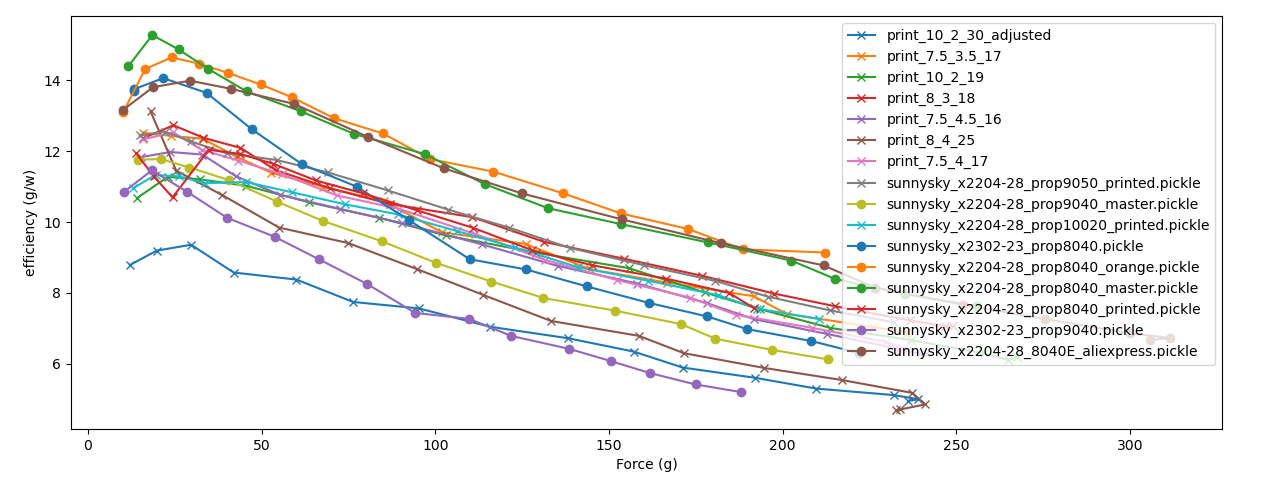 efficiency (g/w)
14
12
10
8
6
0 50 100 150 200 250 300
Force (g)
print_10_2_30_adjusted
print_7.5_3.5_17
print_10_2_19
print_8_3_18
print_7.5_4.5_16
print_8_4_25
print_7.5_4_17
sunnysky_x2204-28_prop9050_printed.pickle
sunnysky_x2204-28_prop9040_master.pickle
sunnysky_x2204-28_prop10020_printed.pickle
sunnysky_x2302-23_prop8040.pickle
sunnysky_x2204-28_prop8040_orange.pickle
sunnysky_x2204-28_prop8040_master.pickle
sunnysky_x2204-28_prop8040_printed.pickle
sunnysky_x2302-23_prop9040.pickle
sunnysky_x2204-28_8040E_aliexpress.pickle